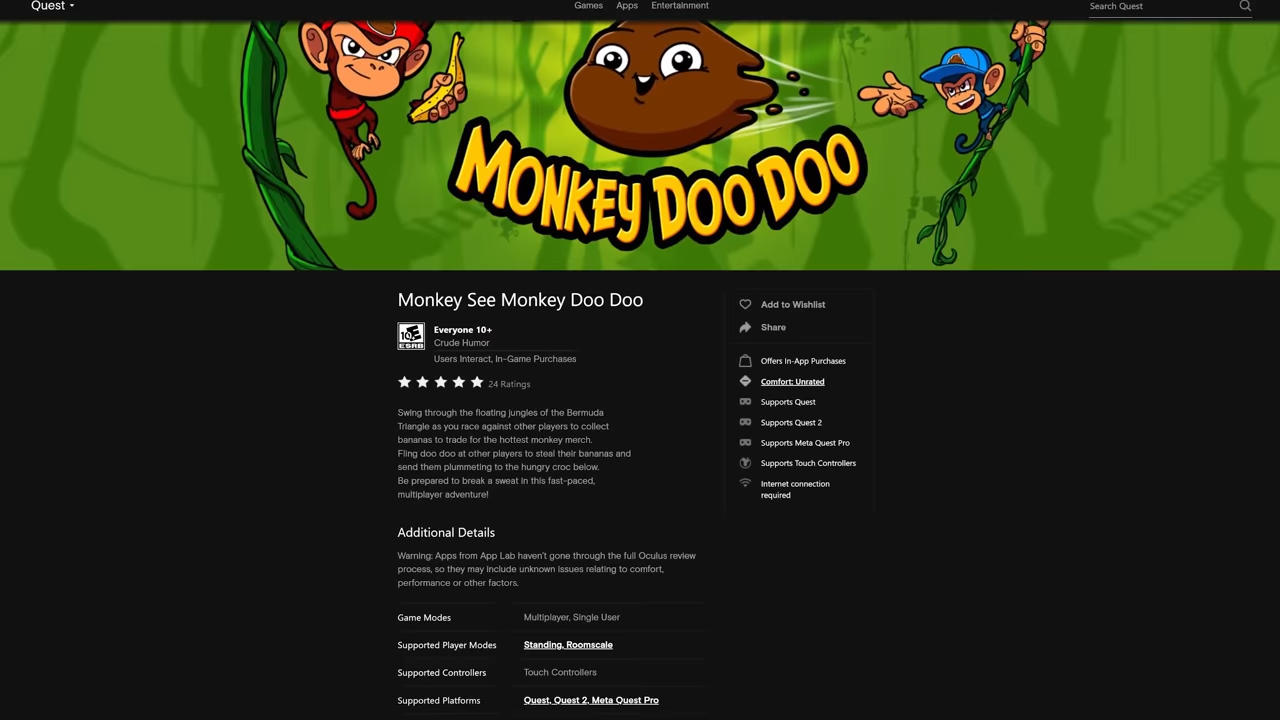 Quest
Games Apps Entertainment
Search Quest
MONKEY DOO DOO
Monkey See Monkey Doo Doo
10+
ESRB
Everyone 10+
Crude Humor
Users Interact, In-Game Purchases
24 Ratings
Swing through the floating jungles of the Bermuda
Triangle as you race against other players to collect
bananas to trade for the hottest monkey merch.
Fling doo doo at other players to steal their bananas and
send them plummeting to the hungry croc below.
Be prepared to break a sweat in this fast-paced,
multiplayer adventure!
Add to Wishlist
Share
Offers In-App Purchases
Comfort: Unrated
Supports Quest
Supports Quest 2
Supports Meta Quest Pro
Supports Touch Controllers
Internet connection
required
Additional Details
Warning: Apps from App Lab haven't gone through the full Oculus review
process, so they may include unknown issues relating to comfort,
performance or other factors.
Game Modes Multiplayer, Single User
Supported Player Modes Standing, Roomscale
Supported Controllers Touch Controllers
Supported Platforms Quest, Quest 2, Meta Quest Pro